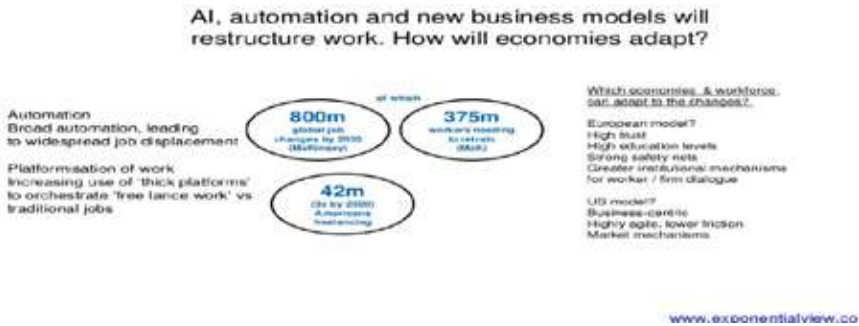 AI, automation and new business models will
restructure work. How will economies adapt?
Automation
Broad automation, leading
to widespread job displacement
Platformisation of work
Increasing use of 'thick platforms'
to orchestrate 'free lance work' vs
traditional jobs
of which
800m
global job
changes by 2030
(McKinsey)
375m
workers needing
to retrain
(McK)
42m
(3x by 2020)
Americans
freelancing
Which economies & workforce
can adapt to the changes?
European model?
High trust
High education levels
Strong safety nets
Greater institutional mechanisms
for worker / firm dialogue
US model?
Business-centric
Highly agile, lower friction
Market mechanisms
www.exponentialview.co